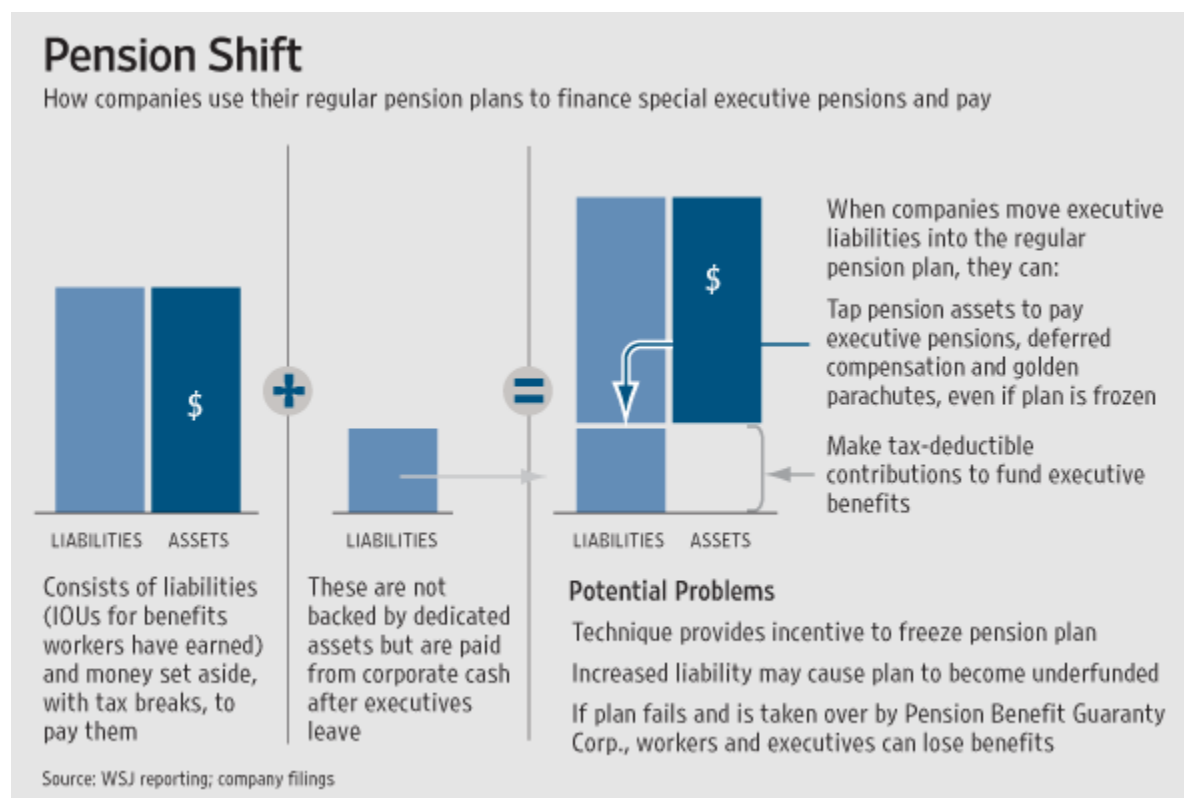 Pension Shift
How companies use their regular pension plans to finance special executive pensions and pay
$
LIABILITIES ASSETS
Consists of liabilities
(IOUs for benefits
workers have earned)
and money set aside,
with tax breaks, to
pay them
+
LIABILITIES
These are not
backed by dedicated
assets but are paid
from corporate cash
after executives
leave
=
$
LIABILITIES ASSETS
When companies move executive
liabilities into the regular
pension plan, they can:
Tap pension assets to pay
executive pensions, deferred
compensation and golden
parachutes, even if plan is frozen
Make tax-deductible
contributions to fund executive
benefits
Potential Problems
Technique provides incentive to freeze pension plan
Increased liability may cause plan to become underfunded
If plan fails and is taken over by Pension Benefit Guaranty
Corp., workers and executives can lose benefits
Source: WSJ reporting; company filings